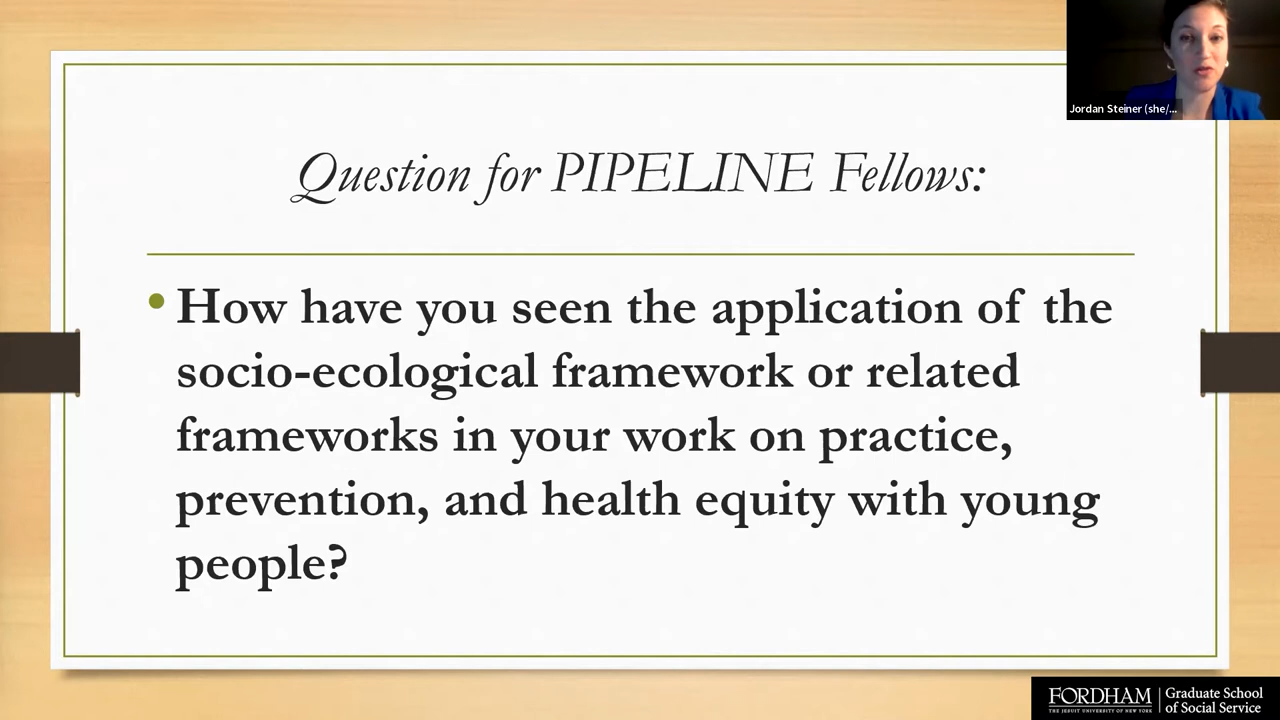 Jordan Steiner (she/...
Question for PIPELINE Fellows:
• How have you seen the application of the
socio-ecological framework or related
frameworks in your work on practice,
prevention, and health equity with young
people?
FORDHAM
THE JESUIT UNIVERSITY OF NEW YORK
Graduate School
of Social Service